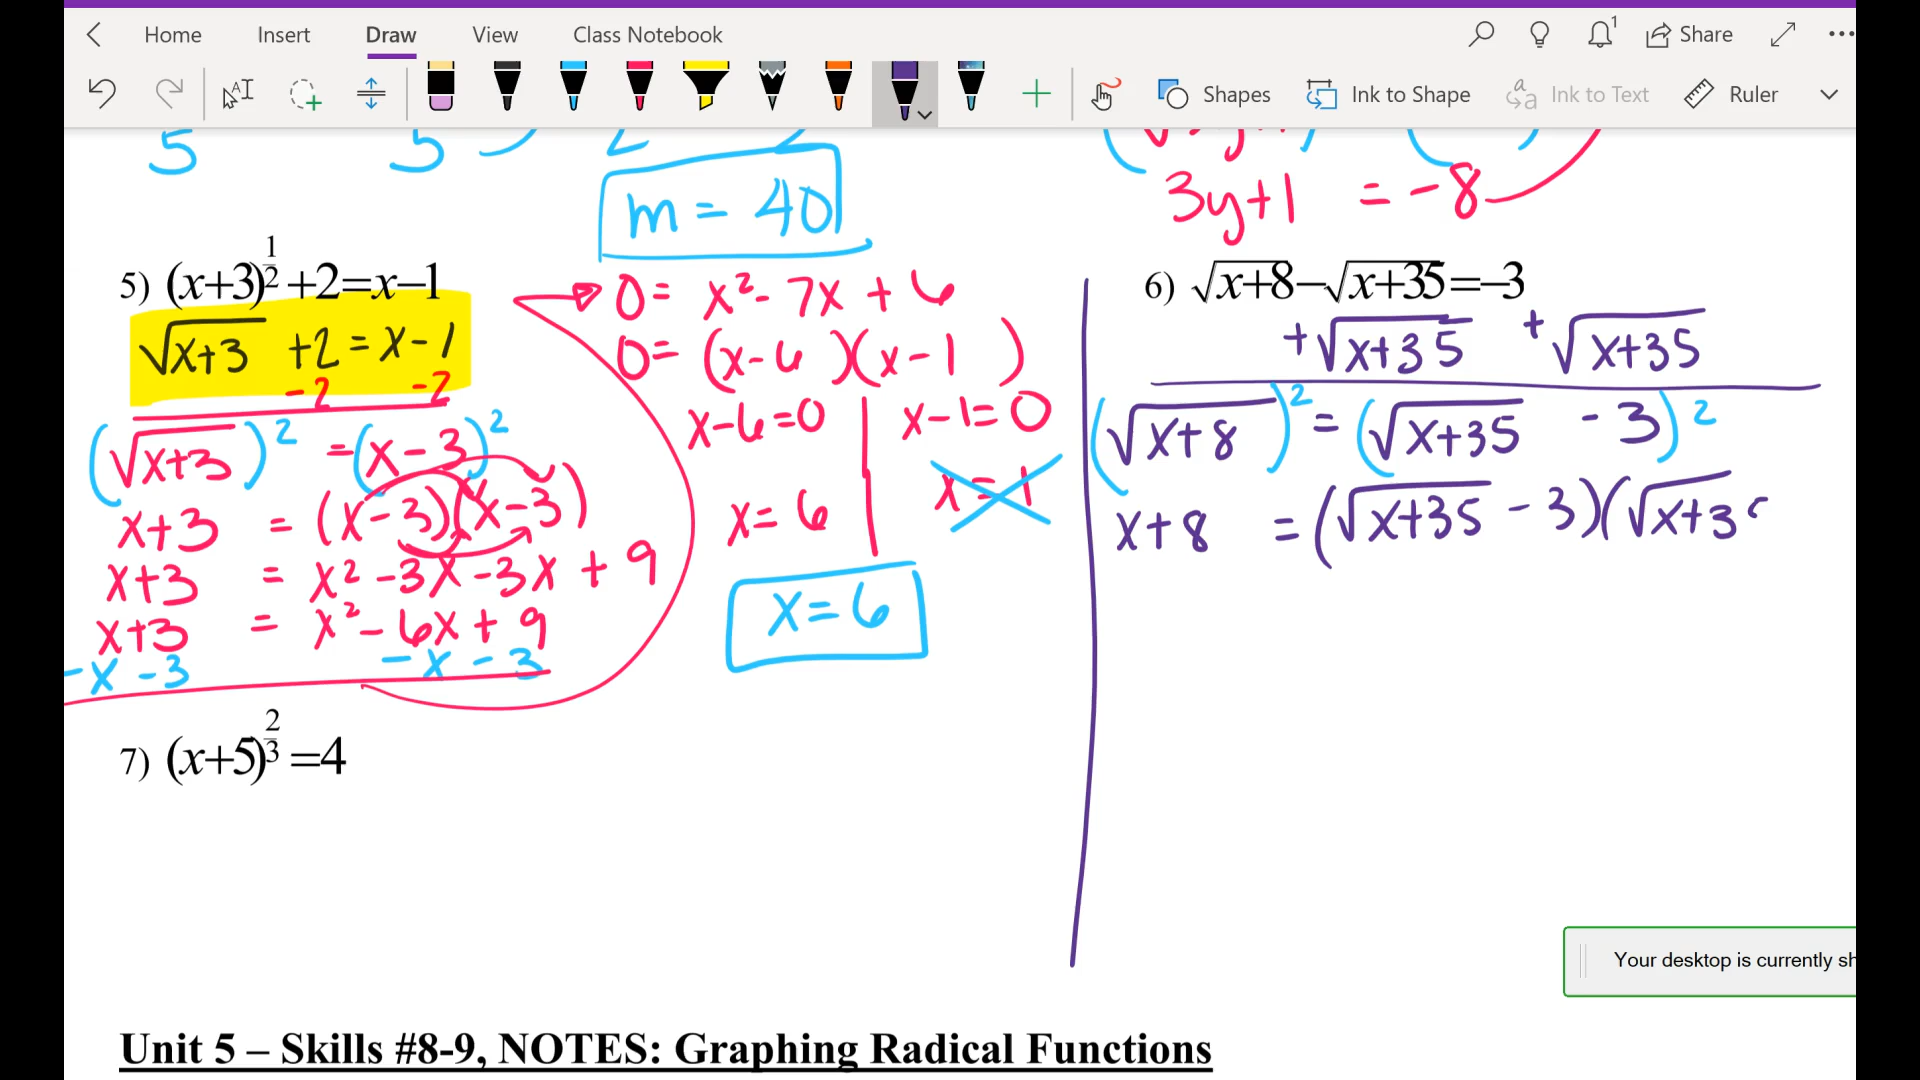 Home Insert Draw View Class Notebook 1 Share
Shapes Ink to Shape Ink to Text Ruler
5 5
m = 40
3y+1 = -8
5) (x+3)^{1/2}+2=x-1
√x+3 +2 = x-1
-2 -2
(√x+3)² = (x-3)²
x+3 = (x-3)(x-3)
x+3 = x²-3x-3x+9
x+3 = x²-6x+9
-x-3 -x-3
0 = x²-7x+6
0 = (x-6)(x-1)
x-6=0 x-1=0
x=6 x=1
x=6
6) √x+8-√x+35=-3
+√x+35 +√x+35
(√x+8)² = (√x+35 -3)²
x+8 = (√x+35 -3)(√x+3
7) (x+5)^{2/3}=4
Your desktop is currently sh
Unit 5 – Skills #8-9, NOTES: Graphing Radical Functions